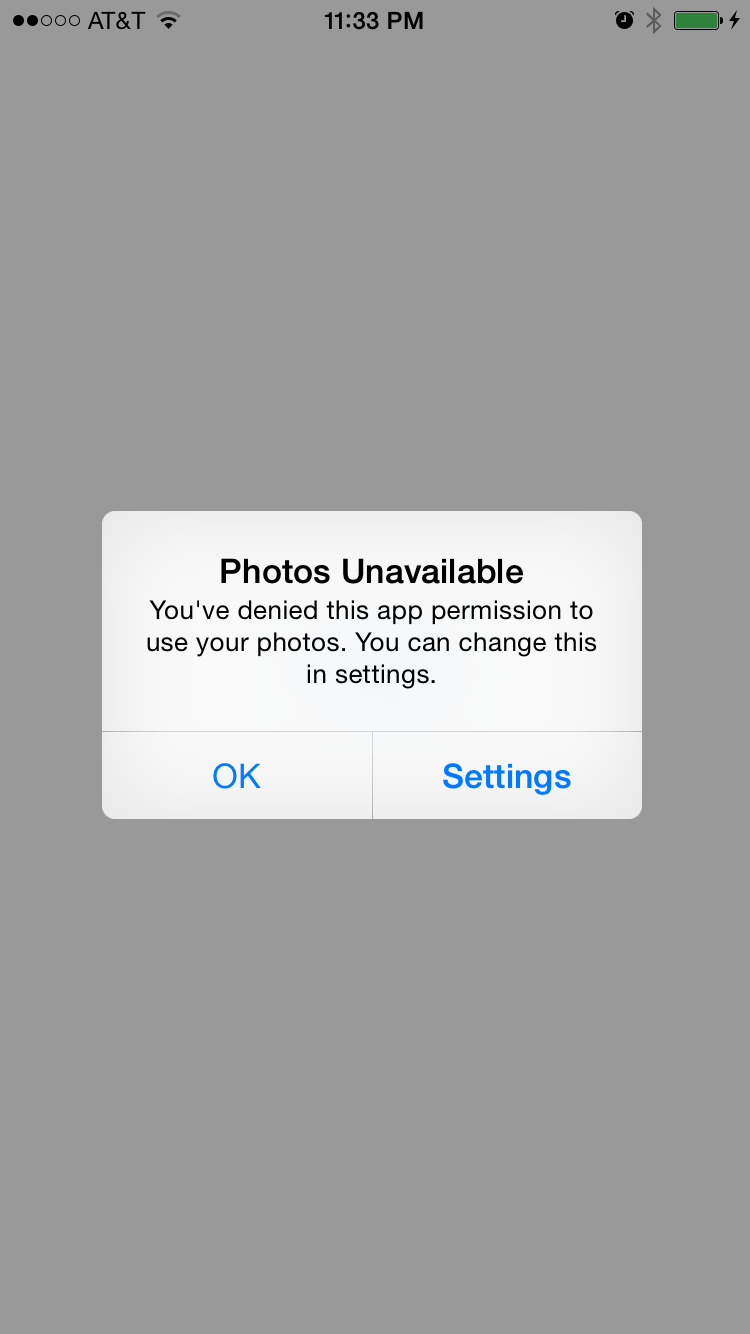 AT&T 11:33 PM
Photos Unavailable
You've denied this app permission to
use your photos. You can change this
in settings.
OK Settings